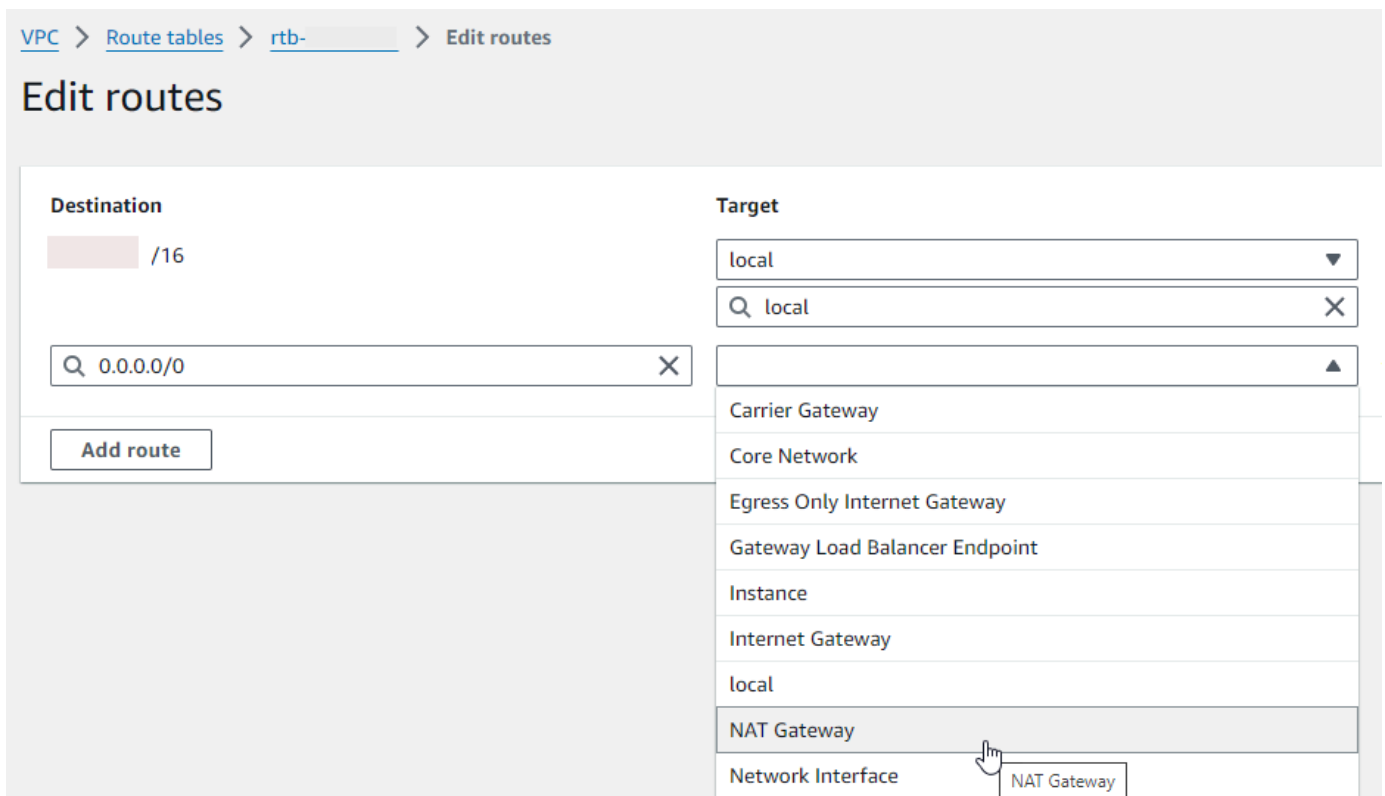 VPC > Route tables > rtb- > Edit routes
Edit routes
Destination Target
/16 local
local
0.0.0.0/0
Carrier Gateway
Add route
Core Network
Egress Only Internet Gateway
Gateway Load Balancer Endpoint
Instance
Internet Gateway
local
NAT Gateway
Network Interface NAT Gateway